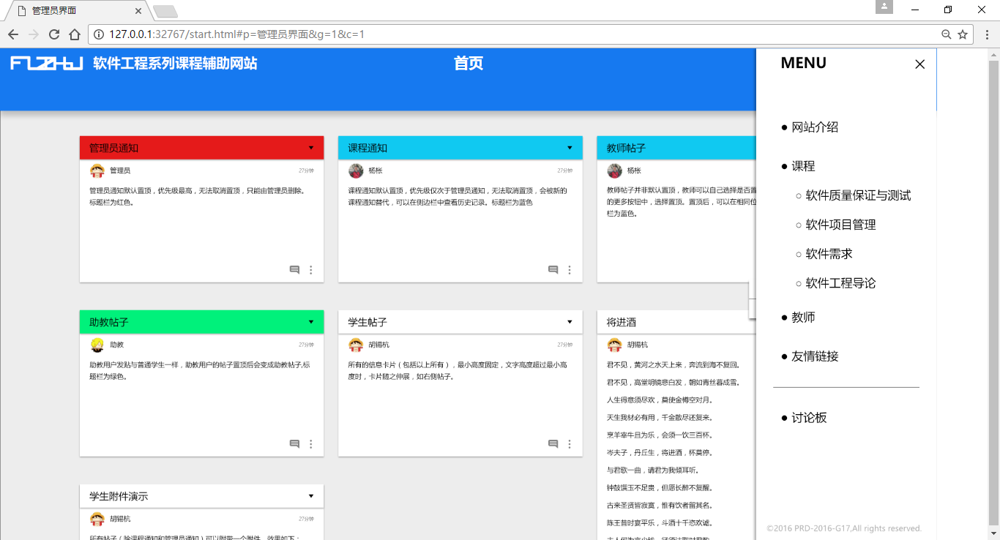 管理员界面
127.0.0.1:32767/start.html#p=管理员界面&g=1&c=1
软件工程系列课程辅助网站
首页
MENU
网站介绍
课程
软件质量保证与测试
软件项目管理
软件需求
软件工程导论
教师
友情链接
讨论板
©2016 PRD-2016-G17,All rights reserved.
管理员通知
管理员
27分钟
管理员通知默认置顶，优先级最高，无法取消置顶，只能由管理员删除。
标题栏为红色。
课程通知
杨枨
27分钟
课程通知默认置顶，优先级仅次于管理员通知，无法取消置顶，会被新的
课程通知替代，可以在侧边栏中查看历史记录。标题栏为蓝色
教师帖子
杨枨
教师帖子并非默认置顶，教师可以自己选择是否置
的更多按钮中，选择置顶。置顶后，可以在相同位
栏为蓝色。
助教帖子
助教
27分钟
助教用户发贴与普通学生一样，助教用户的帖子置顶后会变成助教帖子,标
题栏为绿色。
学生帖子
胡锡杭
27分钟
所有的信息卡片（包括以上所有），最小高度固定，文字高度超过最小高
度时，卡片随之伸展，如右侧帖子。
将进酒
胡锡杭
君不见，黄河之水天上来，奔流到海不复回。
君不见，高堂明镜悲白发，朝如青丝暮成雪。
人生得意须尽欢，莫使金樽空对月。
天生我材必有用，千金散尽还复来。
烹羊宰牛且为乐，会须一饮三百杯。
岑夫子，丹丘生，将进酒，杯莫停。
与君歌一曲，请君为我倾耳听。
钟鼓馔玉不足贵，但愿长醉不复醒。
古来圣贤皆寂寞，惟有饮者留其名。
陈王昔时宴平乐，斗酒十千恣欢谑。
主人何为言少钱，径须沽取对君酌。
学生附件演示
胡锡杭
27分钟
所有帖子（除课程通知和管理员通知）可以附带一个附件，效果如下：